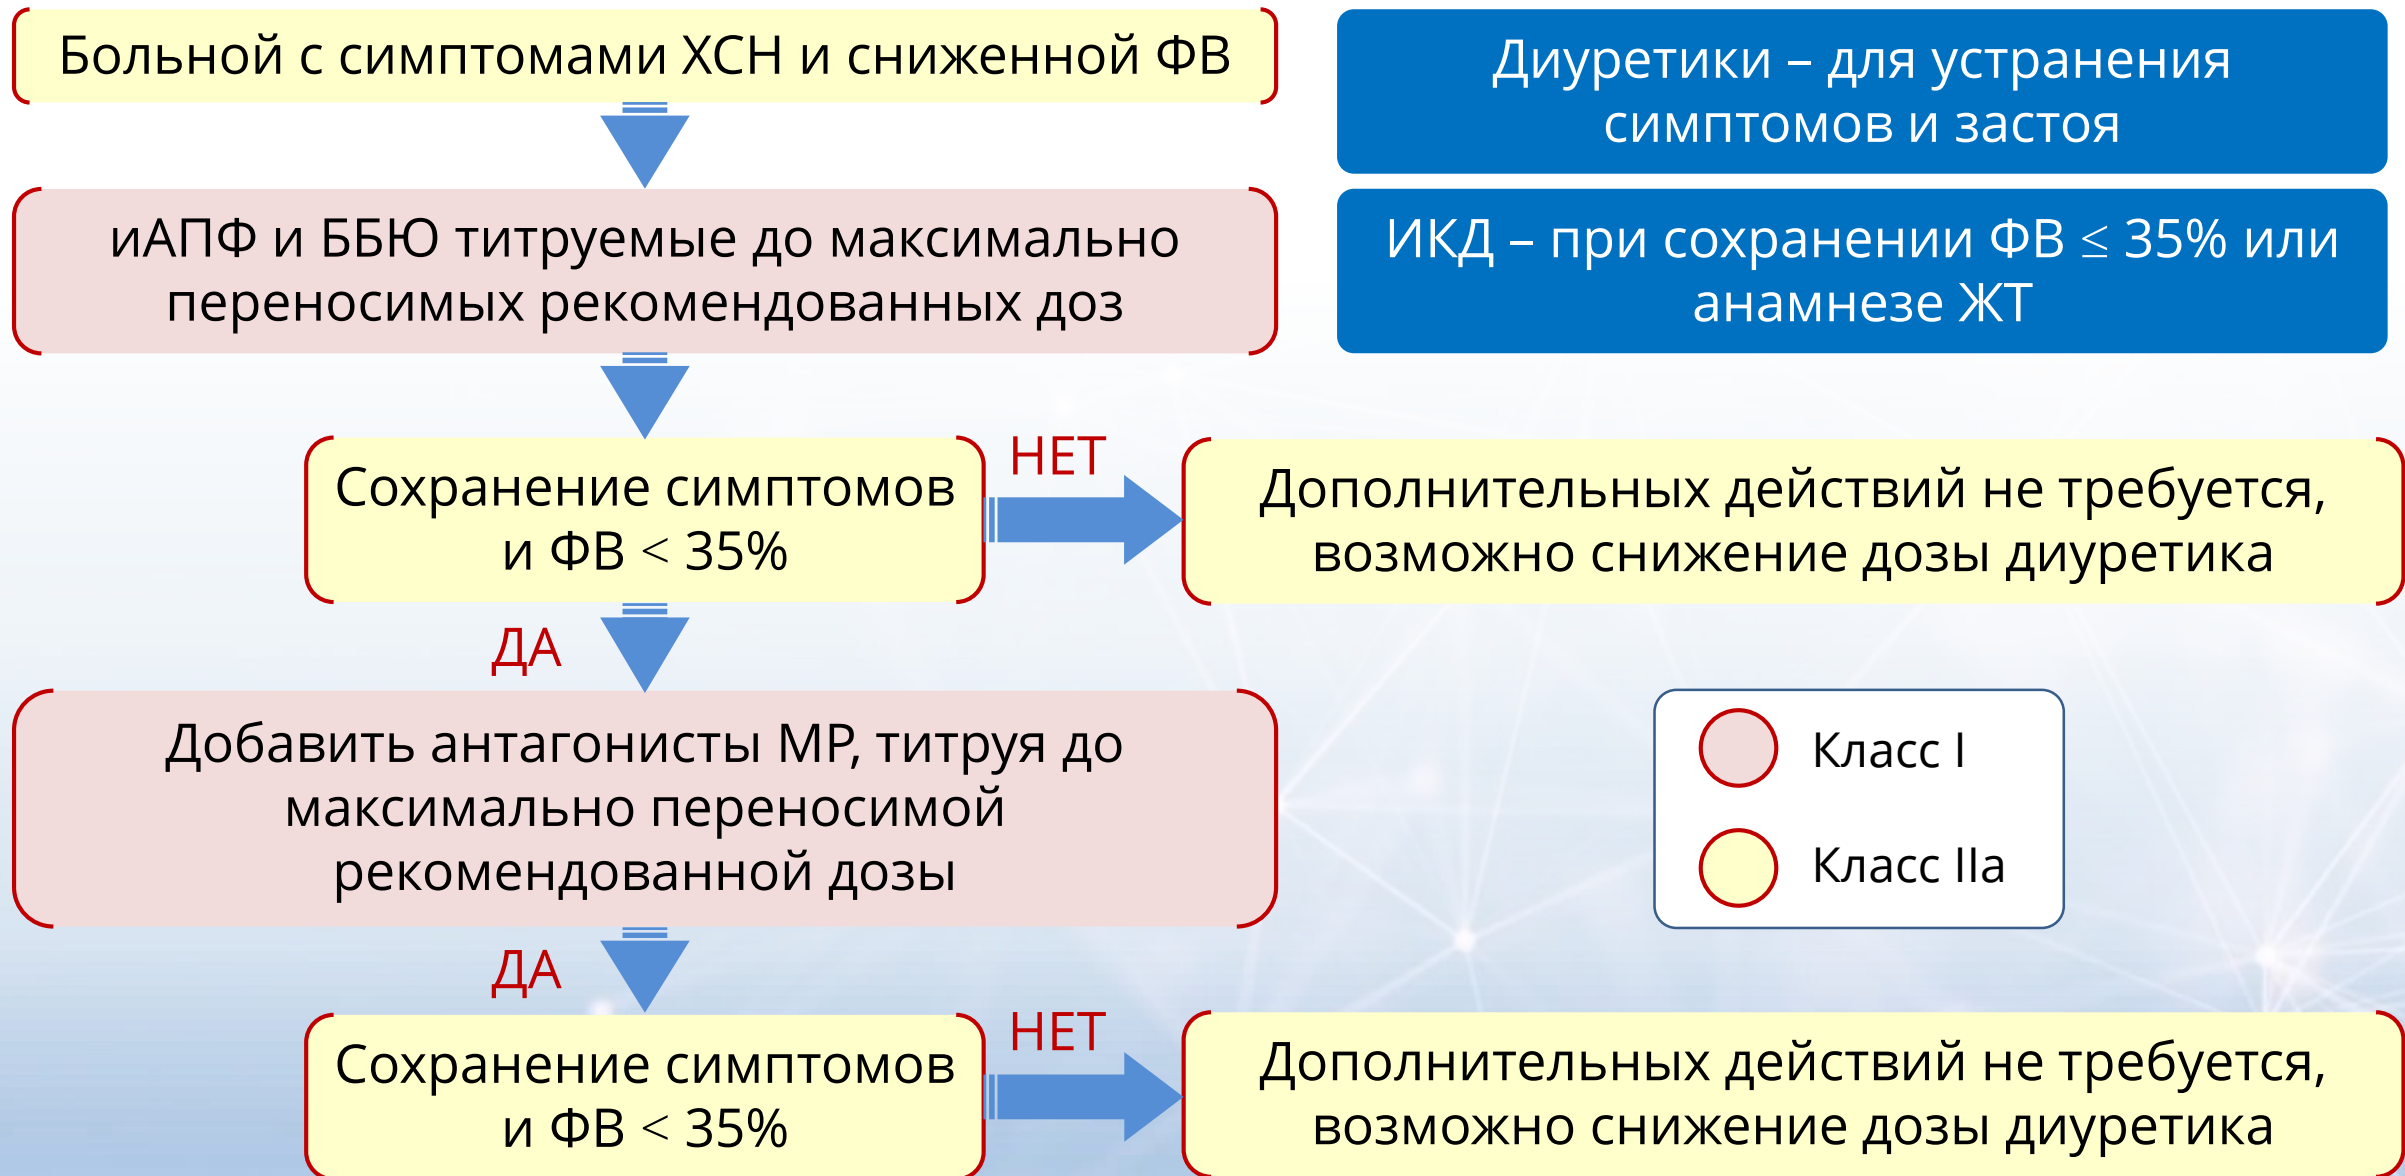 Больной с симптомами ХСН и сниженной ФВ
Диуретики – для устранения
симптомов и застоя
иАПФ и ББЮ титруемые до максимально
переносимых рекомендованных доз
ИКД – при сохранении ФВ ≤ 35% или
анамнезе ЖТ
Сохранение симптомов
и ФВ < 35%
НЕТ
Дополнительных действий не требуется,
возможно снижение дозы диуретика
ДА
Добавить антагонисты МР, титруя до
максимально переносимой
рекомендованной дозы
Класс I
Класс IIa
ДА
Сохранение симптомов
и ФВ < 35%
НЕТ
Дополнительных действий не требуется,
возможно снижение дозы диуретика